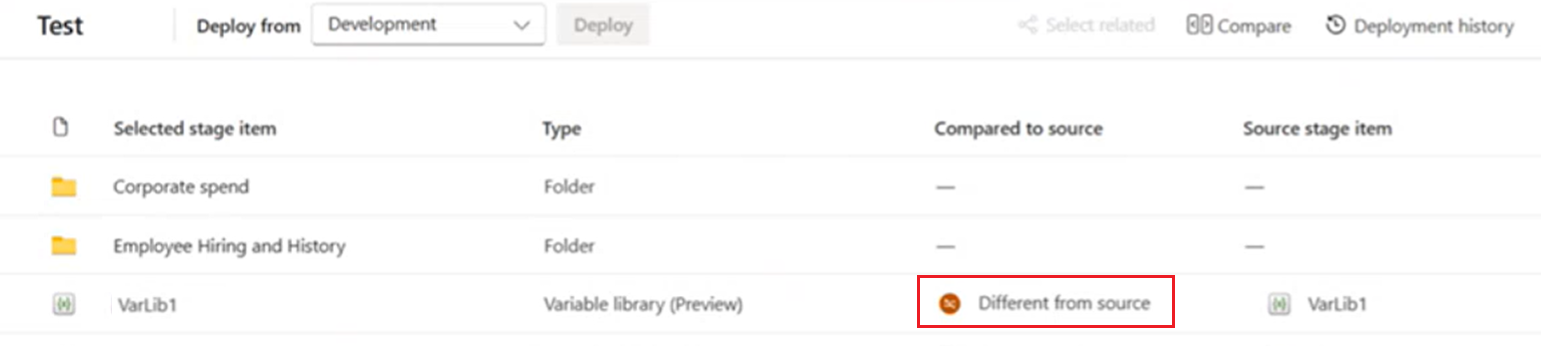 Test Deploy from Development Deploy Select related Compare Deployment history
Selected stage item Type Compared to source Source stage item
Corporate spend Folder — —
Employee Hiring and History Folder — —
VarLib1 Variable library (Preview) Different from source VarLib1